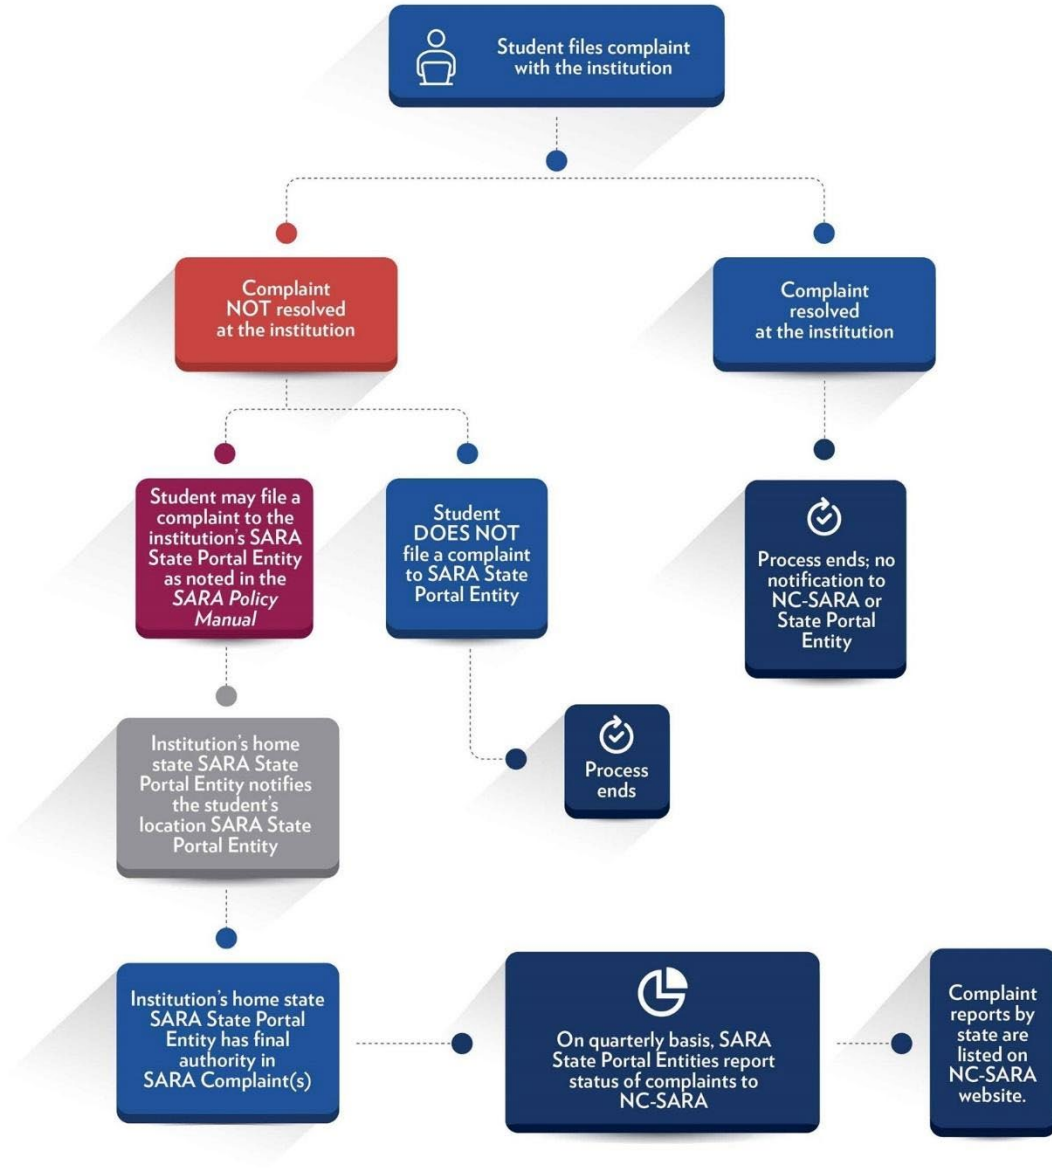 Student files complaint
with the institution
Complaint
NOT resolved
at the institution
Complaint
resolved
at the institution
Student may file a
complaint to the
institution's SARA
State Portal Entity
as noted in the
SARA Policy
Manual
Student
DOES NOT
file a complaint
to SARA State
Portal Entity
Process ends; no
notification to
NC-SARA or
State Portal
Entity
Institution's home
state SARA State
Portal Entity notifies
the student's
location SARA State
Portal Entity
Process
ends
Institution's home state
SARA State Portal
Entity has final
authority in
SARA Complaint(s)
On quarterly basis, SARA
State Portal Entities report
status of complaints to
NC-SARA
Complaint
reports by
state are
listed on
NC-SARA
website.